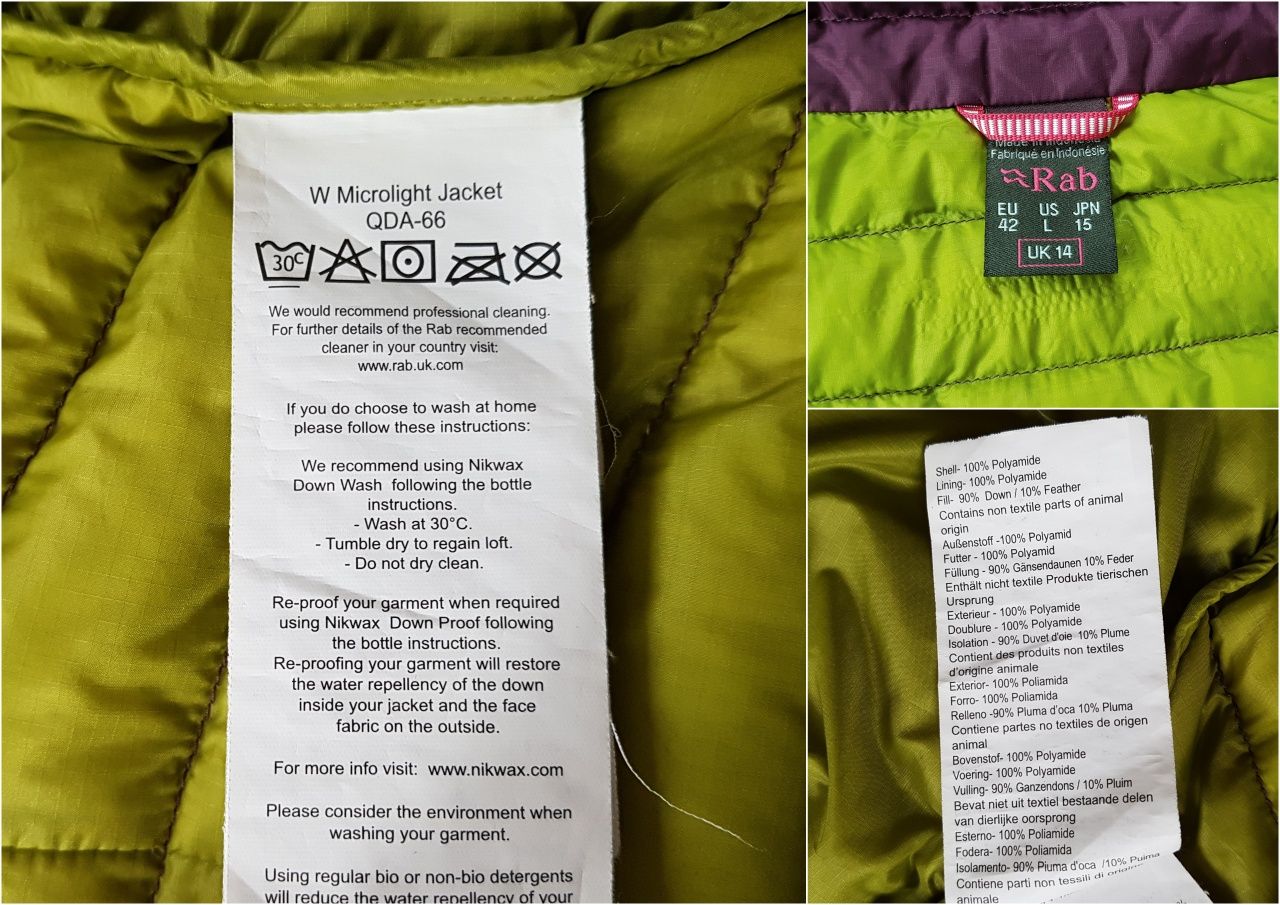 W Microlight Jacket
QDA-66
30C
We would recommend professional cleaning.
For further details of the Rab recommended
cleaner in your country visit:
www.rab.uk.com
If you do choose to wash at home
please follow these instructions:
We recommend using Nikwax
Down Wash following the bottle
instructions.
- Wash at 30°C.
- Tumble dry to regain loft.
- Do not dry clean.
Re-proof your garment when required
using Nikwax Down Proof following
the bottle instructions.
Re-proofing your garment will restore
the water repellency of the down
inside your jacket and the face
fabric on the outside.
For more info visit: www.nikwax.com
Please consider the environment when
washing your garment.
Using regular bio or non-bio detergents
will reduce the water repellency of your
Made in Indonesia
Fabriqué en Indonésie
Rab
EU US JPN
42 L 15
UK 14
Shell- 100% Polyamide
Lining- 100% Polyamide
Fill- 90% Down / 10% Feather
Contains non textile parts of animal
origin
Außenstoff -100% Polyamid
Futter - 100% Polyamid
Füllung - 90% Gänsendaunen 10% Feder
Enthält nicht textile Produkte tierischen
Ursprung
Exterieur - 100% Polyamide
Doublure - 100% Polyamide
Isolation - 90% Duvet d'oie 10% Plume
Contient des produits non textiles
d'origine animale
Exterior- 100% Poliamida
Forro- 100% Poliamida
Relleno -90% Pluma d'oca 10% Pluma
Contiene partes no textiles de origen
animal
Bovenstof- 100% Polyamide
Voering- 100% Polyamide
Vulling- 90% Ganzendons / 10% Pluim
Bevat niet uit textiel bestaande delen
van dierlijke oorsprong
Esterno- 100% Poliamide
Fodera- 100% Poliamida
Isolamento- 90% Piuma d'oca /10% Puima
Contiene parti non tessili di origine
animale